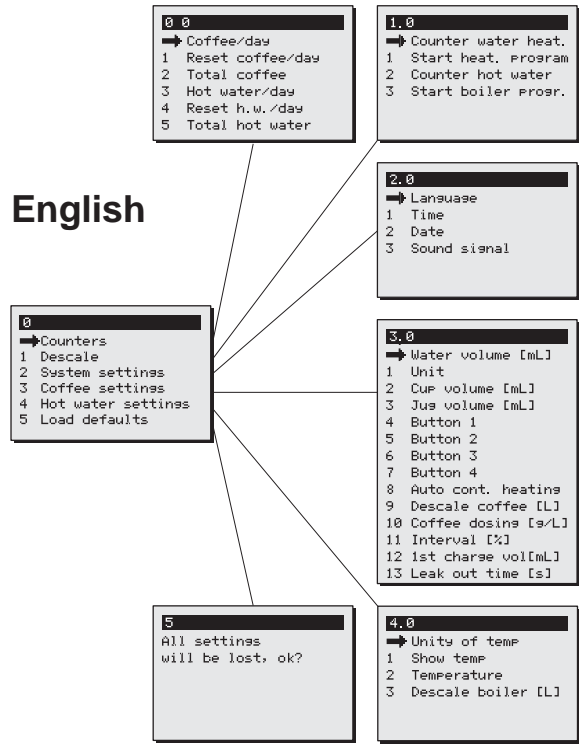 0 0
Coffee/day
1 Reset coffee/day
2 Total coffee
3 Hot water/day
4 Reset h.w./day
5 Total hot water
1.0
Counter water heat.
1 Start heat. program
2 Counter hot water
3 Start boiler progr.
English
2.0
Language
1 Time
2 Date
3 Sound signal
0
Counters
1 Descale
2 System settings
3 Coffee settings
4 Hot water settings
5 Load defaults
3.0
Water volume [mL]
1 Unit
2 Cup volume [mL]
3 Jug volume [mL]
4 Button 1
5 Button 2
6 Button 3
7 Button 4
8 Auto cont. heating
9 Descale coffee [L]
10 Coffee dosing [g/L]
11 Interval [%]
12 1st charge vol[mL]
13 Leak out time [s]
5
All settings
will be lost, ok?
4.0
Unity of temp
1 Show temp
2 Temperature
3 Descale boiler [L]